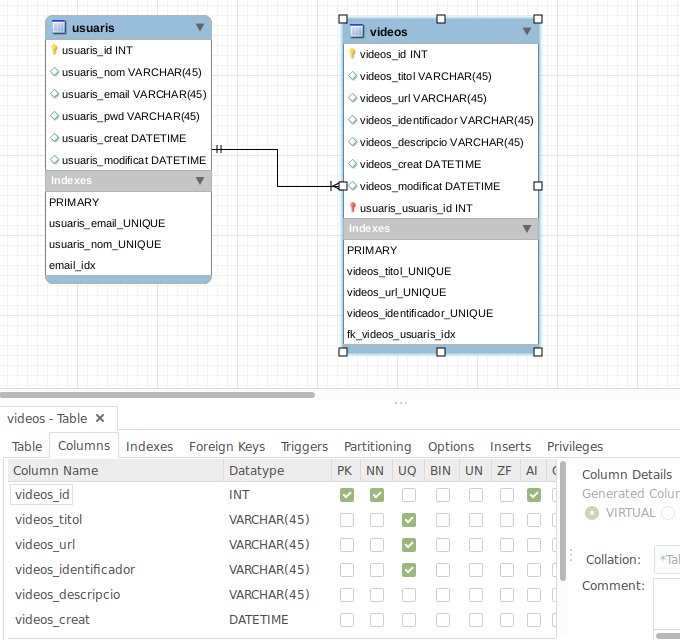 usuaris
usuaris_id INT
usuaris_nom VARCHAR(45)
usuaris_email VARCHAR(45)
usuaris_pwd VARCHAR(45)
usuaris_creat DATETIME
usuaris_modificat DATETIME
Indexes
PRIMARY
usuaris_email_UNIQUE
usuaris_nom_UNIQUE
email_idx
videos
videos_id INT
videos_titol VARCHAR(45)
videos_url VARCHAR(45)
videos_identificador VARCHAR(45)
videos_descripcio VARCHAR(45)
videos_creat DATETIME
videos_modificat DATETIME
usuaris_usuaris_id INT
Indexes
PRIMARY
videos_titol_UNIQUE
videos_url_UNIQUE
videos_identificador_UNIQUE
fk_videos_usuaris_idx
videos - Table
Table Columns Indexes Foreign Keys Triggers Partitioning Options Inserts Privileges
Column Name Datatype PK NN UQ BIN UN ZF AI
videos_id INT
videos_titol VARCHAR(45)
videos_url VARCHAR(45)
videos_identificador VARCHAR(45)
videos_descripcio VARCHAR(45)
videos_creat DATETIME
Column Details
Generated
VIRTUAL
Collation:
Comment: